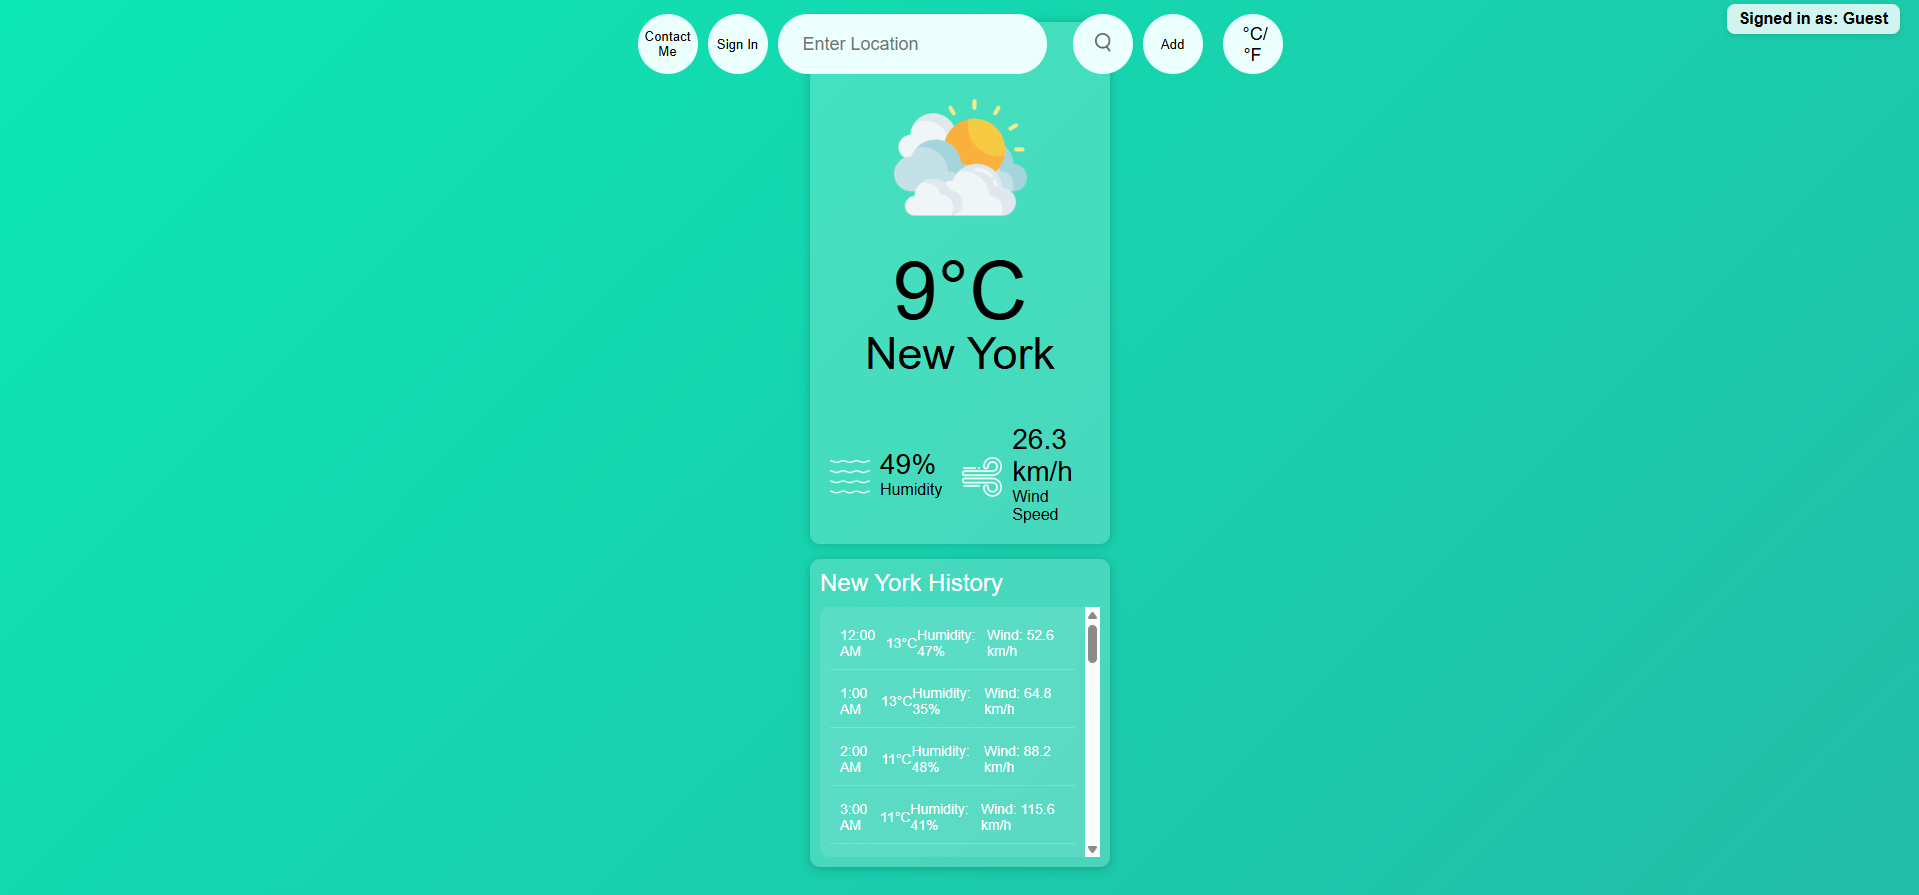 Contact
Me
Sign In
Enter Location
Add
°C/
°F
Signed in as: Guest
9°C
New York
49%
Humidity
26.3
km/h
Wind
Speed
New York History
12:00
AM
13°C
Humidity:
47%
Wind: 52.6
km/h
1:00
AM
13°C
Humidity:
35%
Wind: 64.8
km/h
2:00
AM
11°C
Humidity:
48%
Wind: 88.2
km/h
3:00
AM
11°C
Humidity:
41%
Wind: 115.6
km/h